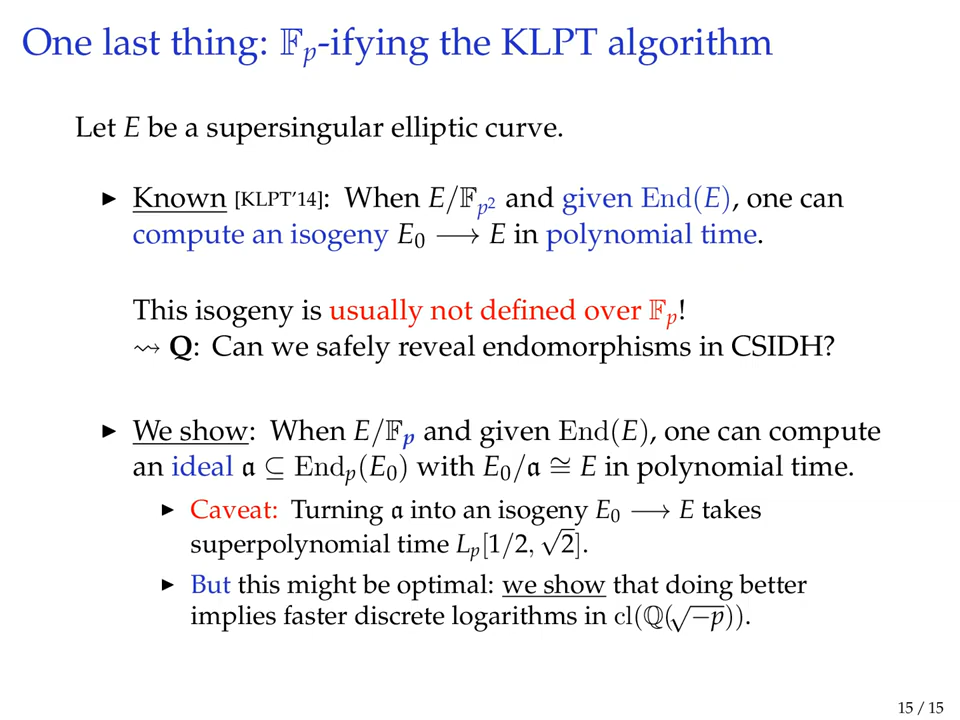 One last thing: 𝔽ₚ-ifying the KLPT algorithm
Let E be a supersingular elliptic curve.
▶ Known [KLPT'14]: When E/𝔽_{p²} and given End(E), one can
compute an isogeny E₀ ⟶ E in polynomial time.
This isogeny is usually not defined over 𝔽ₚ!
⇝ Q: Can we safely reveal endomorphisms in CSIDH?
▶ We show: When E/𝔽ₚ and given End(E), one can compute
an ideal 𝔞 ⊆ Endₚ(E₀) with E₀/𝔞 ≅ E in polynomial time.
▶ Caveat: Turning 𝔞 into an isogeny E₀ ⟶ E takes
superpolynomial time Lₚ[1/2, √2].
▶ But this might be optimal: we show that doing better
implies faster discrete logarithms in cl(ℚ(√−p)).
15 / 15